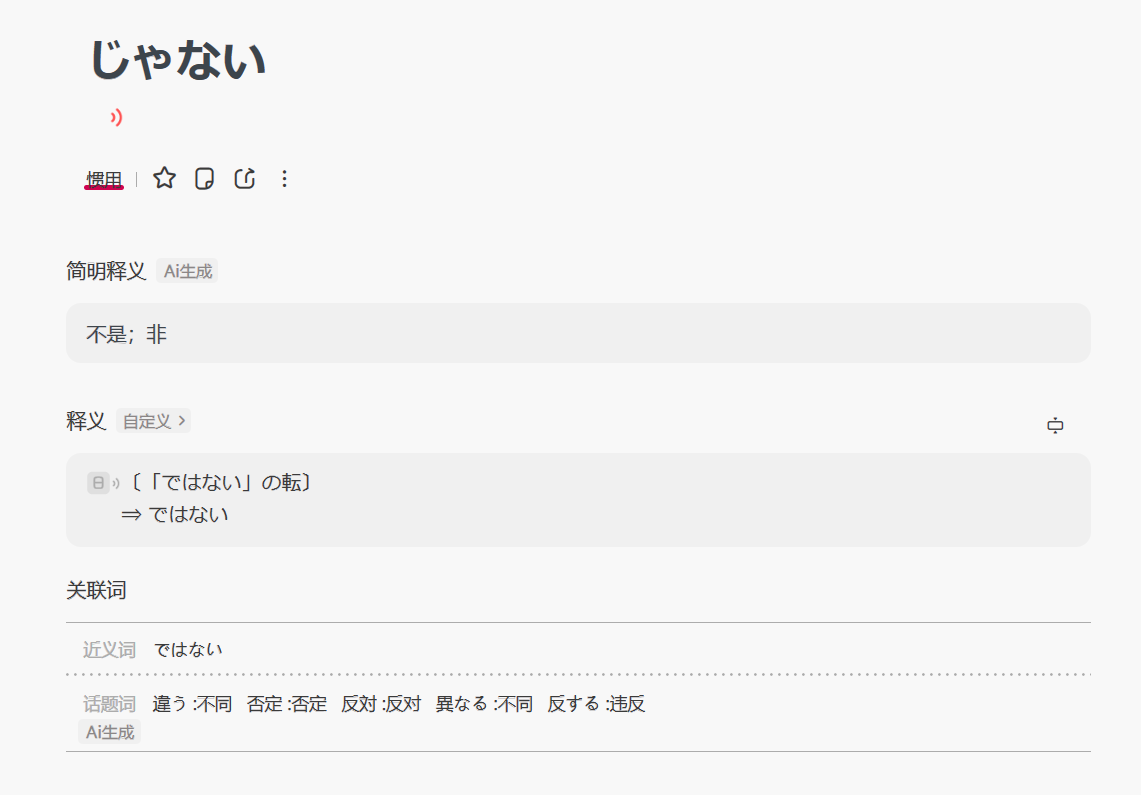 じゃない
惯用
简明释义 Ai生成
不是；非
释义 自定义 >
日 〔「ではない」の転〕
⇒ ではない
关联词
近义词 ではない
话题词 違う :不同 否定 :否定 反対 :反对 異なる :不同 反する :违反
Ai生成